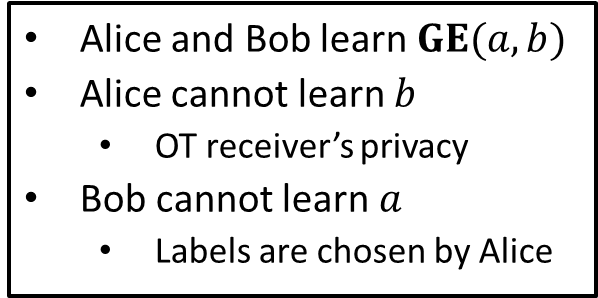 • Alice and Bob learn GE(a, b)
• Alice cannot learn b
• OT receiver's privacy
• Bob cannot learn a
• Labels are chosen by Alice